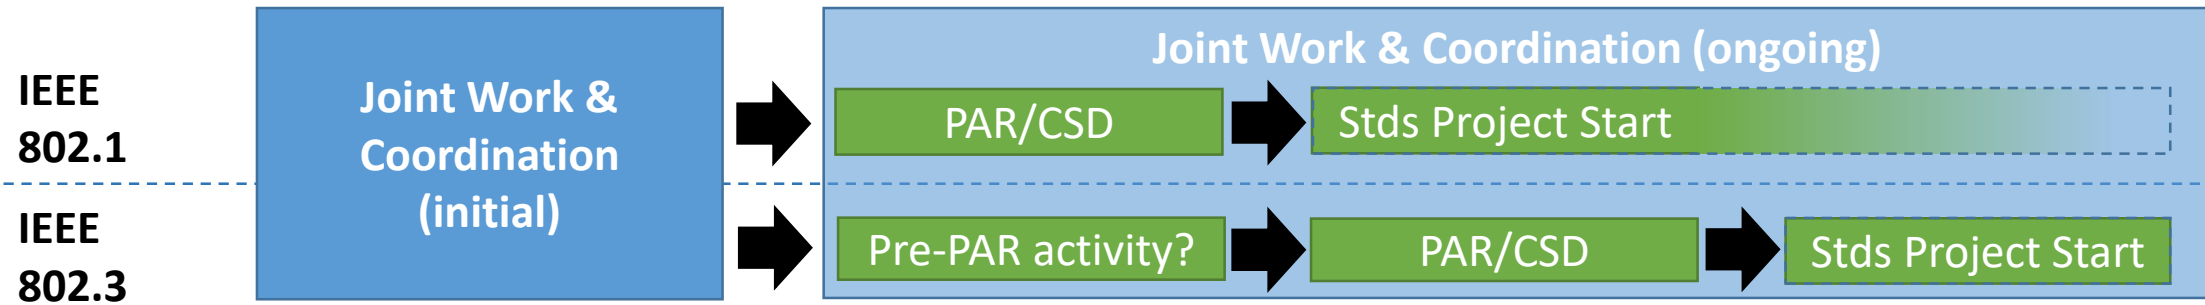 IEEE
802.1
Joint Work &
Coordination
(initial)
Joint Work & Coordination (ongoing)
PAR/CSD
Stds Project Start
IEEE
802.3
Pre-PAR activity?
PAR/CSD
Stds Project Start